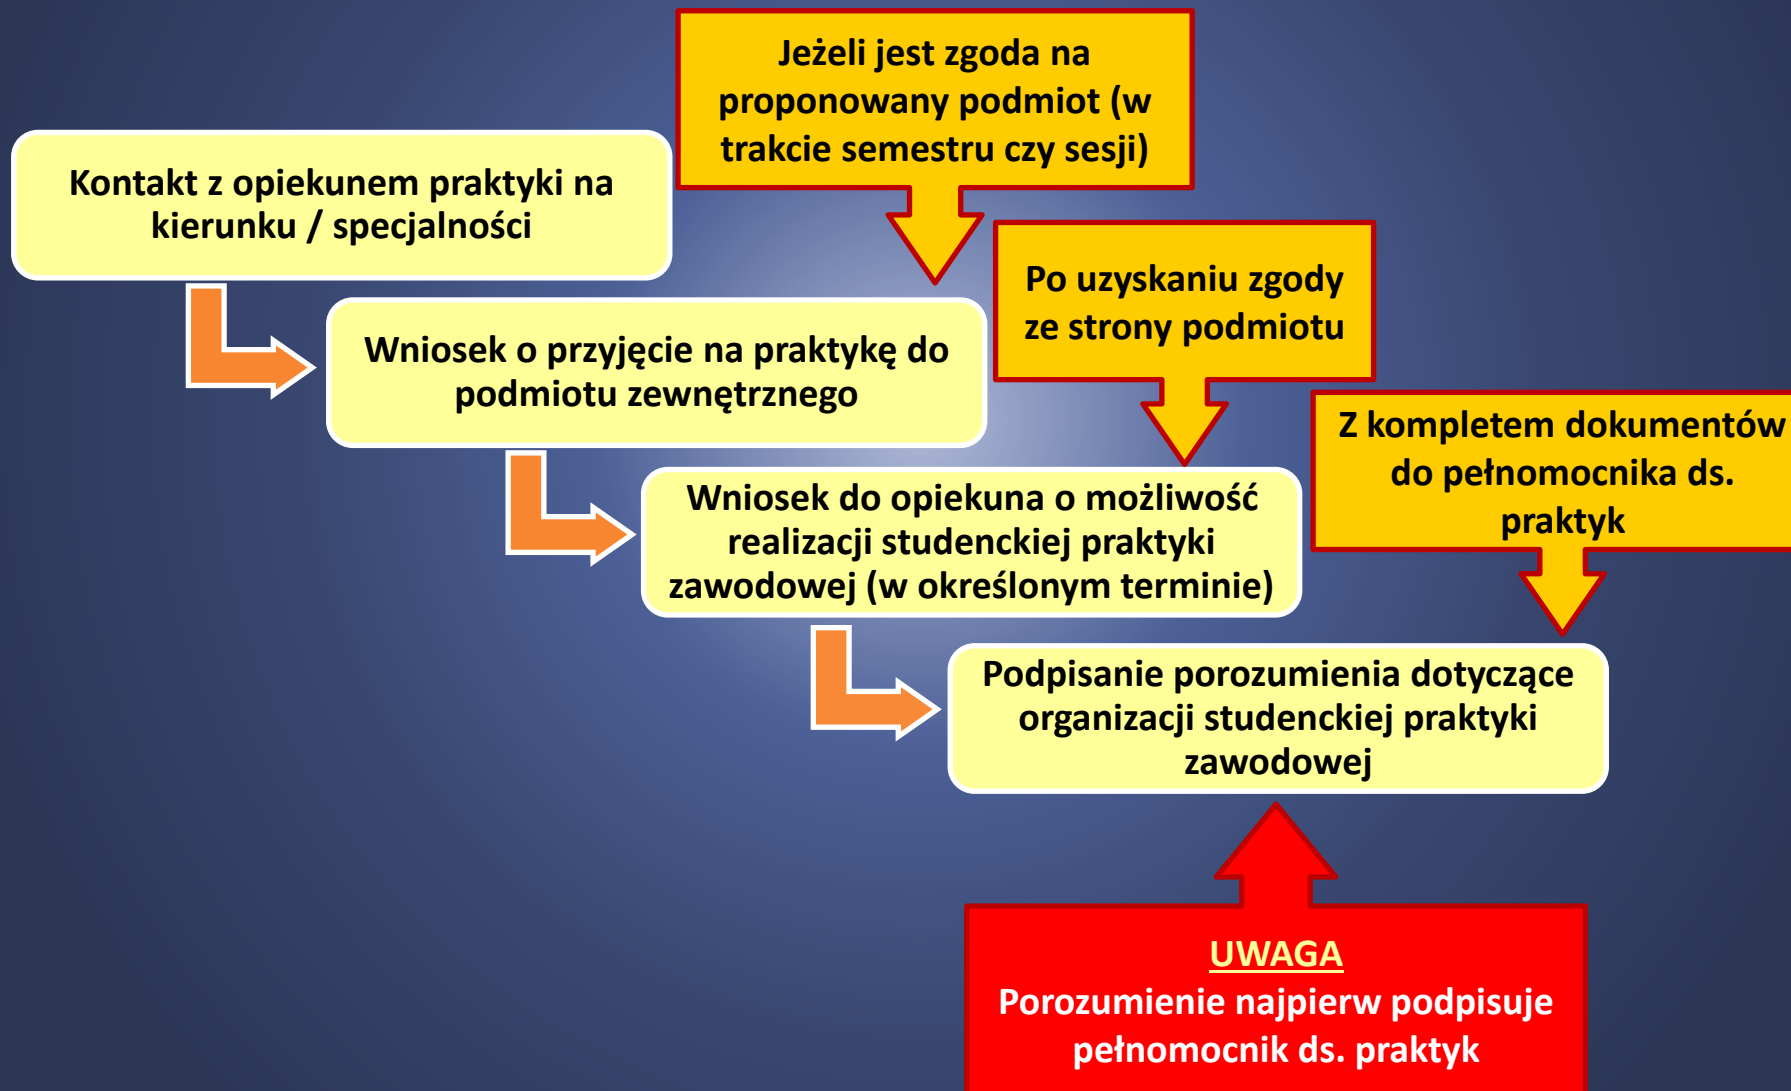 Jeżeli jest zgoda na
proponowany podmiot (w
trakcie semestru czy sesji)
Kontakt z opiekunem praktyki na
kierunku / specjalności
Po uzyskaniu zgody
ze strony podmiotu
Wniosek o przyjęcie na praktykę do
podmiotu zewnętrznego
Z kompletem dokumentów
do pełnomocnika ds.
praktyk
Wniosek do opiekuna o możliwość
realizacji studenckiej praktyki
zawodowej (w określonym terminie)
Podpisanie porozumienia dotyczące
organizacji studenckiej praktyki
zawodowej
UWAGA
Porozumienie najpierw podpisuje
pełnomocnik ds. praktyk